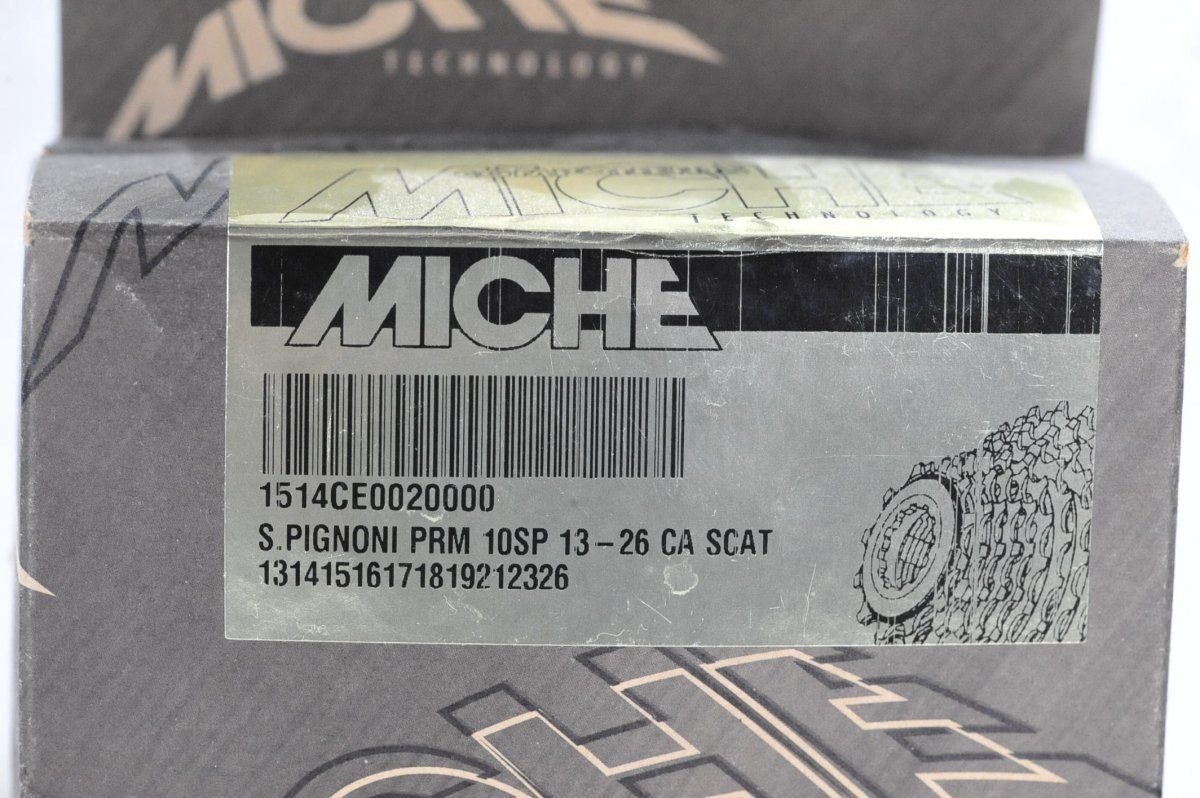 MICHE
TECHNOLOGY
MICHE
TECHNOLOGY
MICHE
1514CE0020000
S.PIGNONI PRM 10SP 13-26 CA SCAT
13141516171819212326